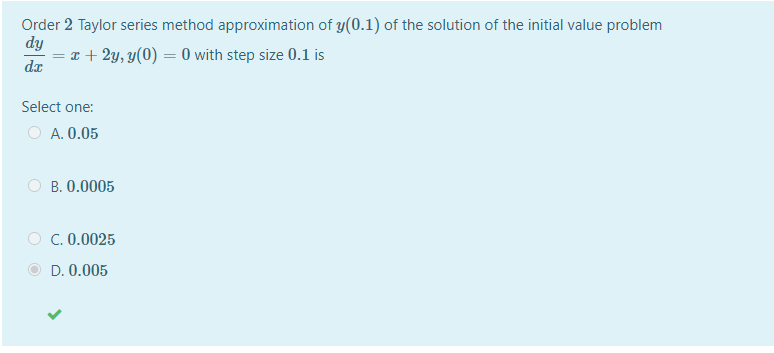 Order 2 Taylor series method approximation of y(0.1) of the solution of the initial value problem
dy/dx = x + 2y, y(0) = 0 with step size 0.1 is
Select one:
A. 0.05
B. 0.0005
C. 0.0025
D. 0.005